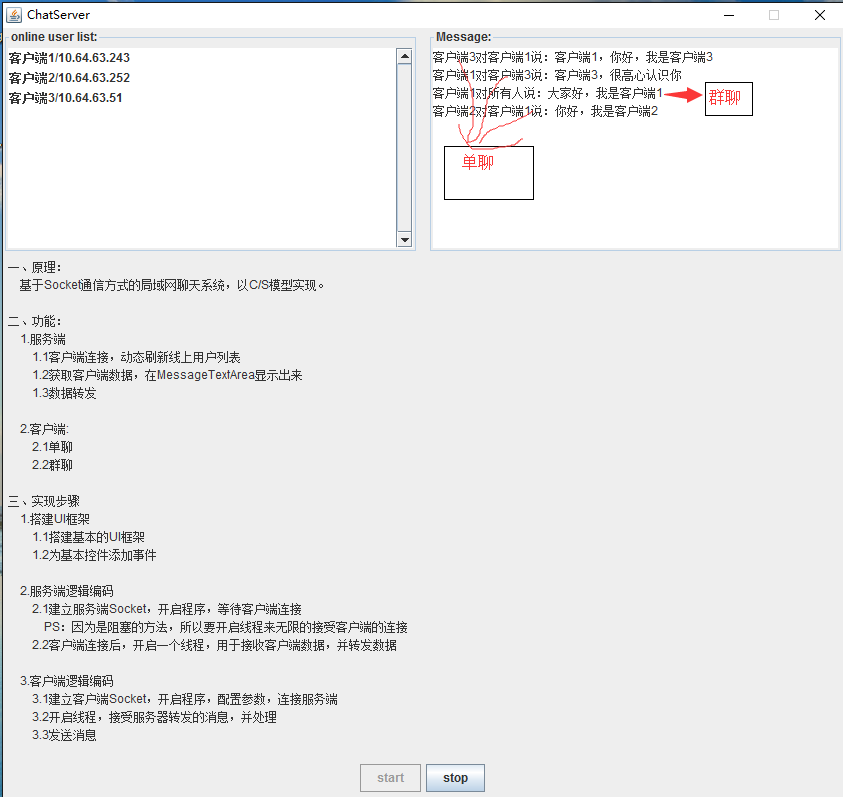 ChatServer
online user list:
客户端1/10.64.63.243
客户端2/10.64.63.252
客户端3/10.64.63.51
Message:
客户端3对客户端1说：客户端1，你好，我是客户端3
客户端1对客户端3说：客户端3，很高心认识你
客户端1对所有人说：大家好，我是客户端1
客户端2对客户端1说：你好，我是客户端2
群聊
单聊
一、原理：
基于Socket通信方式的局域网聊天系统，以C/S模型实现。
二、功能：
1.服务端
1.1客户端连接，动态刷新线上用户列表
1.2获取客户端数据，在MessageTextArea显示出来
1.3数据转发
2.客户端:
2.1单聊
2.2群聊
三、实现步骤
1.搭建UI框架
1.1搭建基本的UI框架
1.2为基本控件添加事件
2.服务端逻辑编码
2.1建立服务端Socket，开启程序，等待客户端连接
PS：因为是阻塞的方法，所以要开启线程来无限的接受客户端的连接
2.2客户端连接后，开启一个线程，用于接收客户端数据，并转发数据
3.客户端逻辑编码
3.1建立客户端Socket，开启程序，配置参数，连接服务端
3.2开启线程，接受服务器转发的消息，并处理
3.3发送消息
start
stop